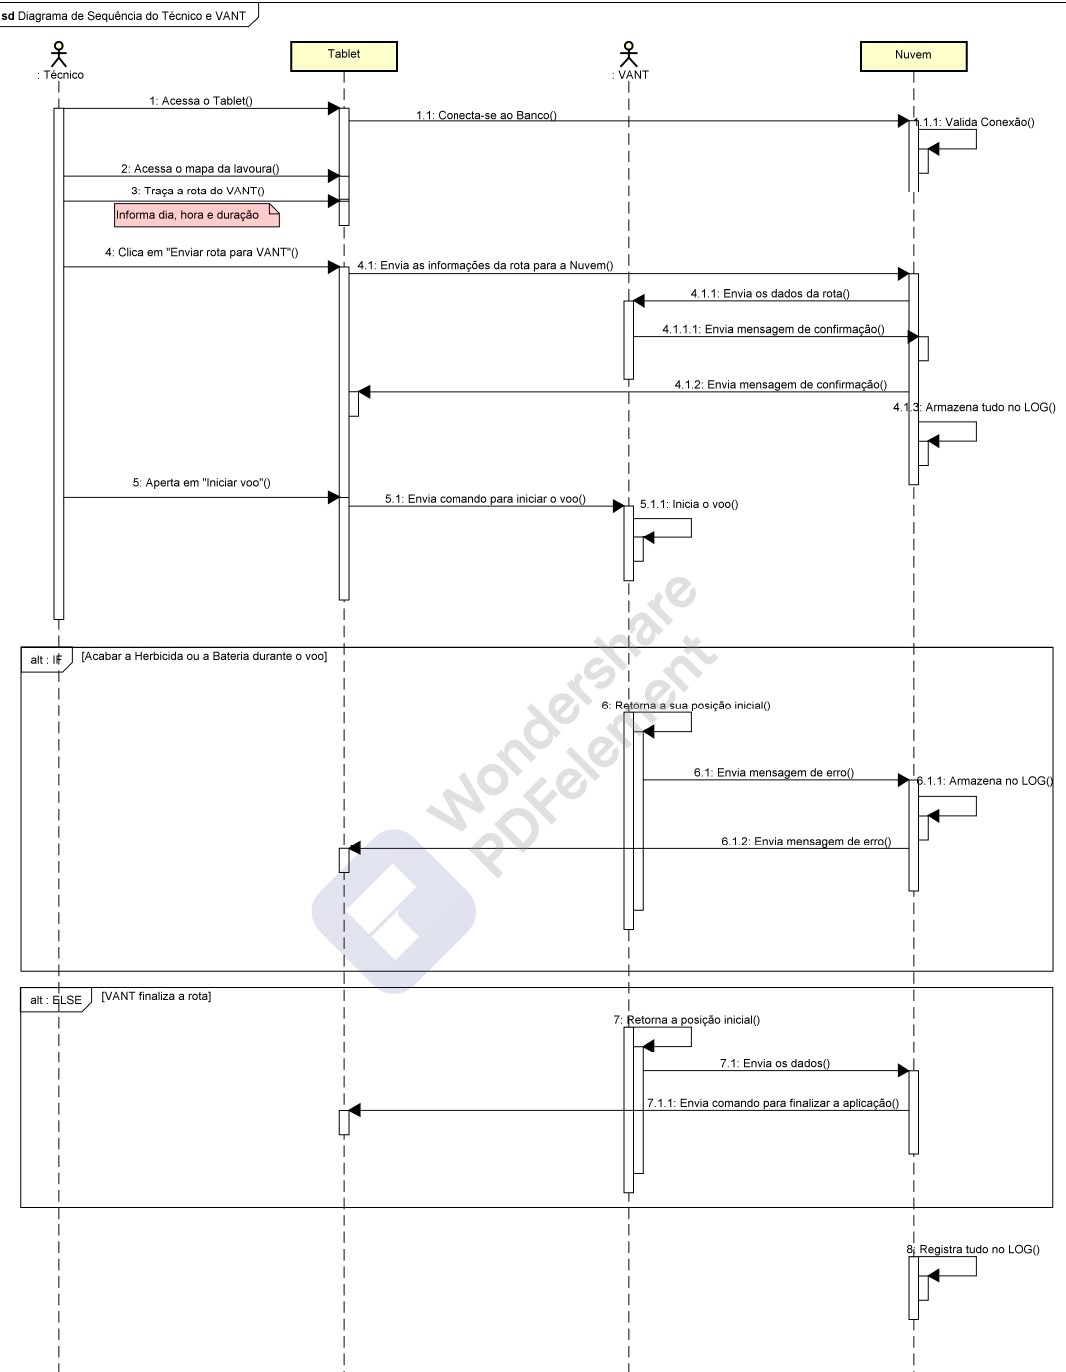 sd Diagrama de Sequência do Técnico e VANT
: Técnico
Tablet
: VANT
Nuvem
1: Acessa o Tablet()
1.1: Conecta-se ao Banco()
1.1.1: Valida Conexão()
2: Acessa o mapa da lavoura()
3: Traça a rota do VANT()
Informa dia, hora e duração
4: Clica em "Enviar rota para VANT"()
4.1: Envia as informações da rota para a Nuvem()
4.1.1: Envia os dados da rota()
4.1.1.1: Envia mensagem de confirmação()
4.1.2: Envia mensagem de confirmação()
4.1.3: Armazena tudo no LOG()
5: Aperta em "Iniciar voo"()
5.1: Envia comando para iniciar o voo()
5.1.1: Inicia o voo()
alt : IF
[Acabar a Herbicida ou a Bateria durante o voo]
6: Retorna a sua posição inicial()
6.1: Envia mensagem de erro()
6.1.1: Armazena no LOG()
6.1.2: Envia mensagem de erro()
Wondershare
PDFelement
alt : ELSE
[VANT finaliza a rota]
7: Retorna a posição inicial()
7.1: Envia os dados()
7.1.1: Envia comando para finalizar a aplicação()
8: Registra tudo no LOG()